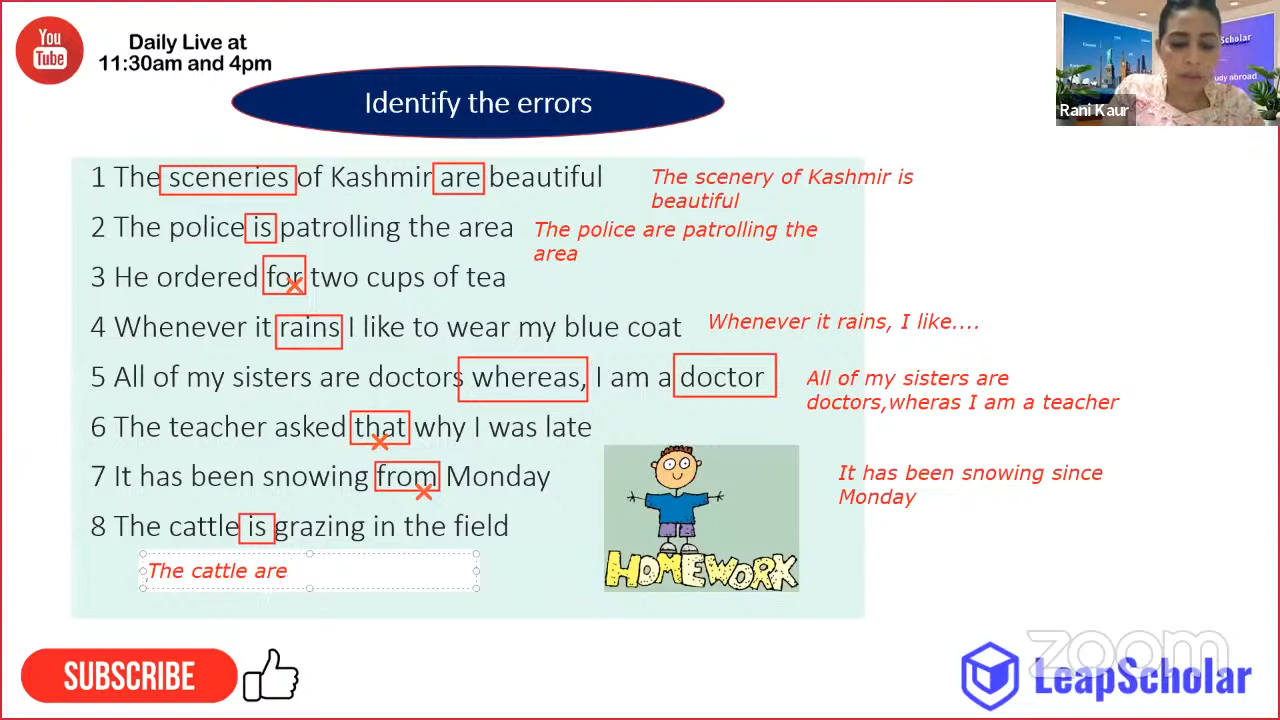 You
Tube
Daily Live at
11:30am and 4pm
Identify the errors
Scholar
udy abroad
Rani Kaur
1 The sceneries of Kashmir are beautiful
The scenery of Kashmir is
beautiful
2 The police is patrolling the area
The police are patrolling the
area
3 He ordered for two cups of tea
4 Whenever it rains I like to wear my blue coat
Whenever it rains, I like....
5 All of my sisters are doctors whereas, I am a doctor
All of my sisters are
doctors,wheras I am a teacher
6 The teacher asked that why I was late
7 It has been snowing from Monday
It has been snowing since
Monday
8 The cattle is grazing in the field
The cattle are
HOMEWORK
SUBSCRIBE
zoom
LeapScholar